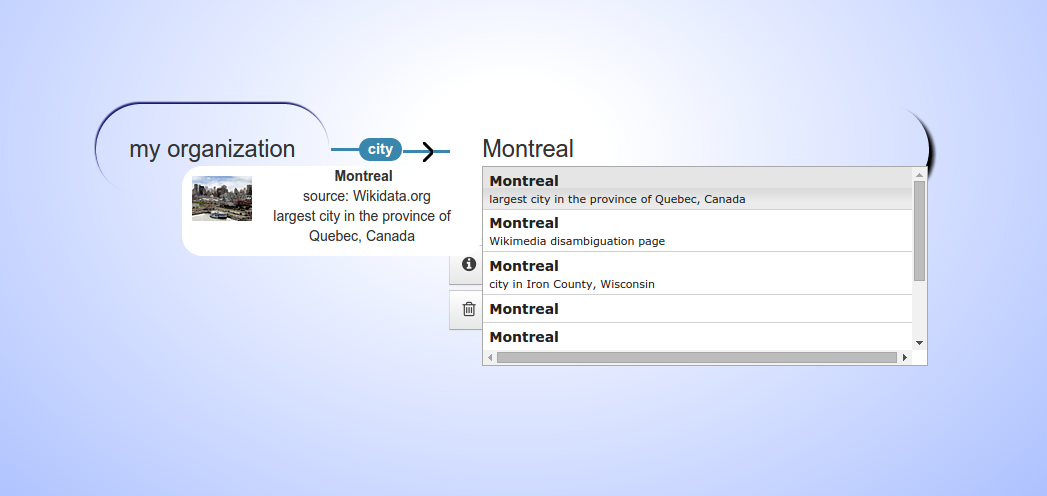 my organization
city
Montreal
Montreal
source: Wikidata.org
largest city in the province of
Quebec, Canada
Montreal
largest city in the province of Quebec, Canada
Montreal
Wikimedia disambiguation page
Montreal
city in Iron County, Wisconsin
Montreal
Montreal